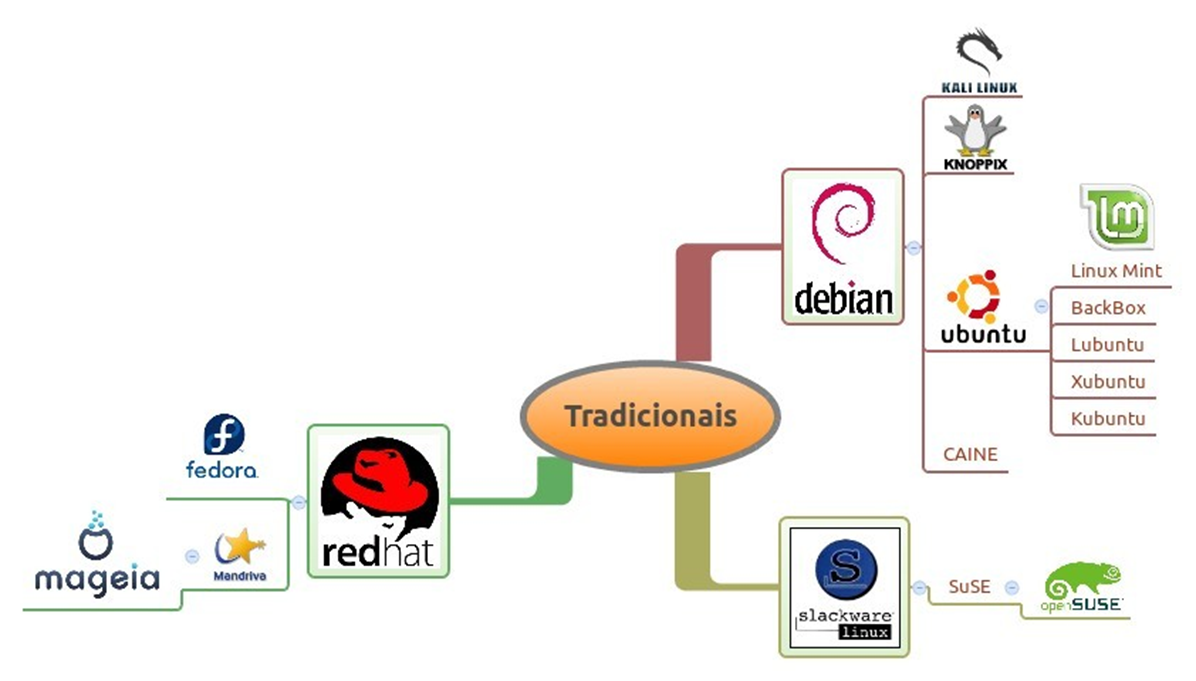 KALI LINUX
KNOPPIX
debian
Linux Mint
ubuntu
BackBox
Lubuntu
Xubuntu
Kubuntu
CAINE
Tradicionais
fedora
redhat
mageia
Mandriva
S
slackware
linux
SuSE
openSUSE